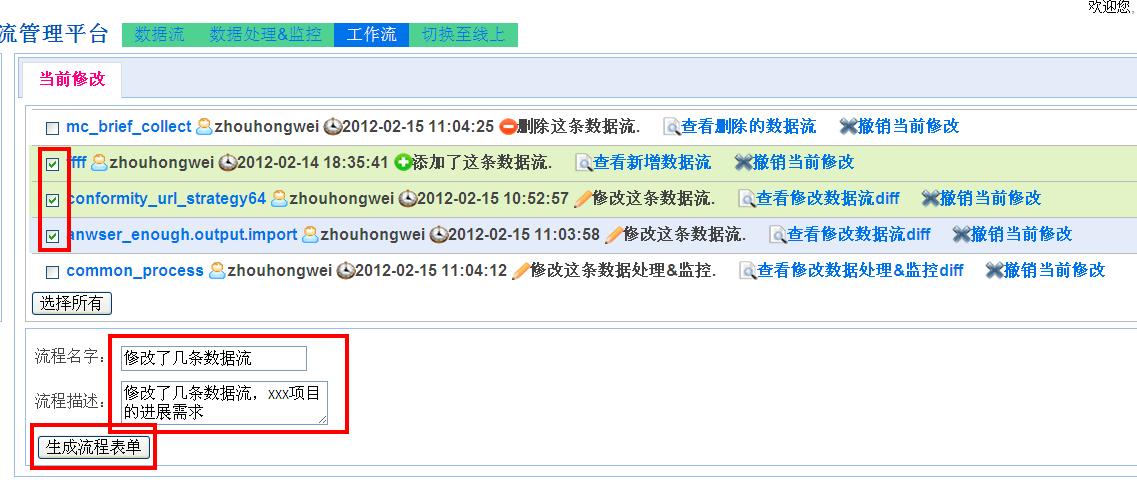 欢迎您,
流管理平台 数据流 数据处理&监控 工作流 切换至线上
当前修改
mc_brief_collect zhouhongwei 2012-02-15 11:04:25 删除这条数据流. 查看删除的数据流 撤销当前修改
zhouhongwei 2012-02-14 18:35:41 添加了这条数据流. 查看新增数据流 撤销当前修改
conformity_url_strategy64 zhouhongwei 2012-02-15 10:52:57 修改这条数据流. 查看修改数据流diff 撤销当前修改
anwser_enough.output.import zhouhongwei 2012-02-15 11:03:58 修改这条数据流. 查看修改数据流diff 撤销当前修改
common_process zhouhongwei 2012-02-15 11:04:12 修改这条数据处理&监控. 查看修改数据处理&监控diff 撤销当前修改
选择所有
流程名字: 修改了几条数据流
流程描述: 修改了几条数据流，xxx项目
的进展需求
生成流程表单